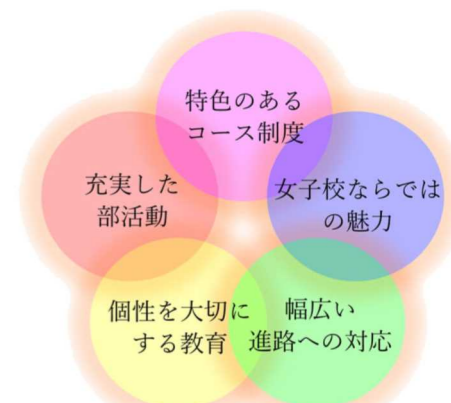 特色のある
コース制度
充実した
部活動
女子校ならでは
の魅力
個性を大切に
する教育
幅広い
進路への対応